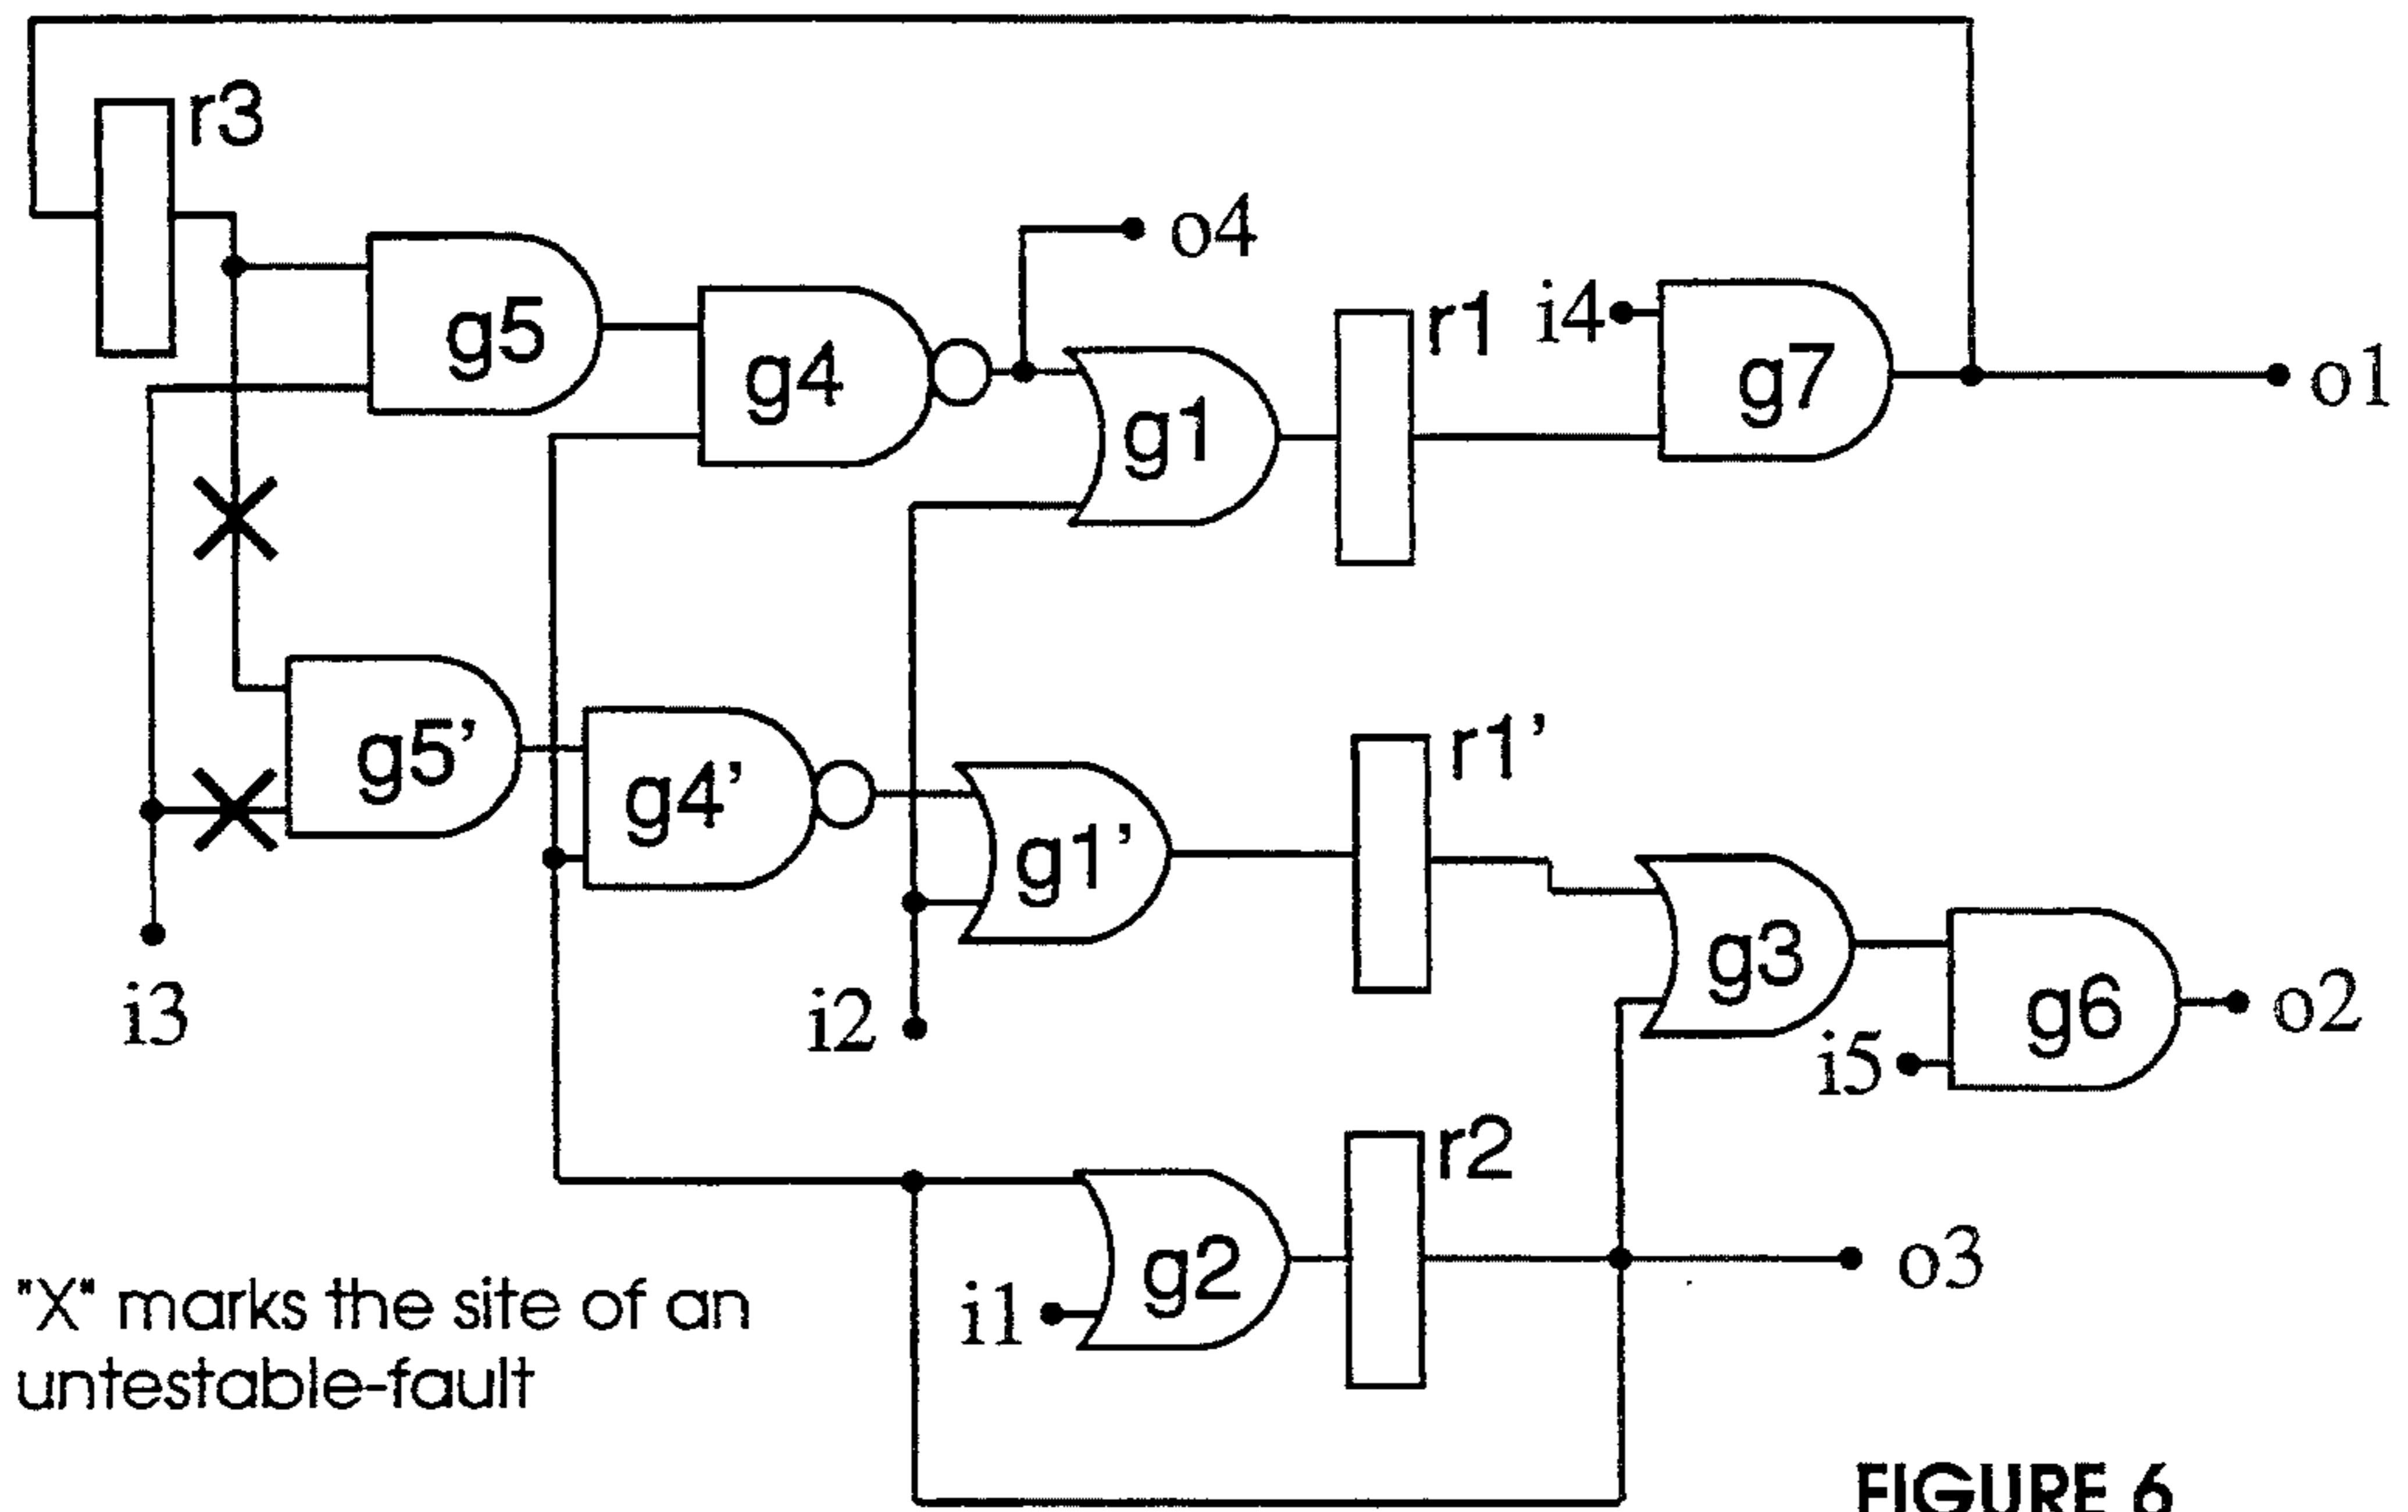 r3
o4
g5
g4
g1
r1
i4
g7
o1
g5’
g4’
g1’
r1’
g3
g6
o2
i3
i2
i5
r2
g2
i1
o3
"X" marks the site of an
untestable-fault
FIGURE 6